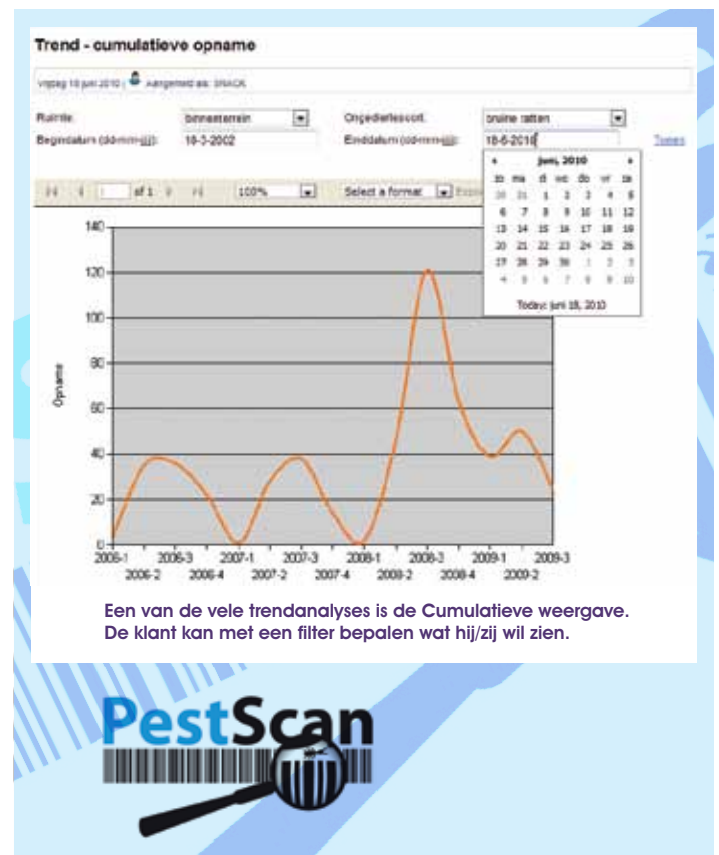 Trend - cumulatieve opname
vrijdag 18 juni 2010 | Aangemeld als: SNACK
Ruimte: binnenterrein Ongediertesoort: bruine ratten
Begindatum (dd-mm-jjjj): 18-3-2002 Einddatum (dd-mm-jjjj): 18-6-2010 Tonen
1 of 1 100% Select a format
juni, 2010
zo ma di wo do vr za
30 31 1 2 3 4 5
6 7 8 9 10 11 12
13 14 15 16 17 18 19
20 21 22 23 24 25 26
27 28 29 30 1 2 3
4 5 6 7 8 9 10
Today: juni 18, 2010
140
120
100
80
60
40
20
0
Opname
2006-1 2006-3 2007-1 2007-3 2008-1 2008-3 2009-1 2009-3
2006-2 2006-4 2007-2 2007-4 2008-2 2008-4 2009-2
Een van de vele trendanalyses is de Cumulatieve weergave.
De klant kan met een filter bepalen wat hij/zij wil zien.
PestScan